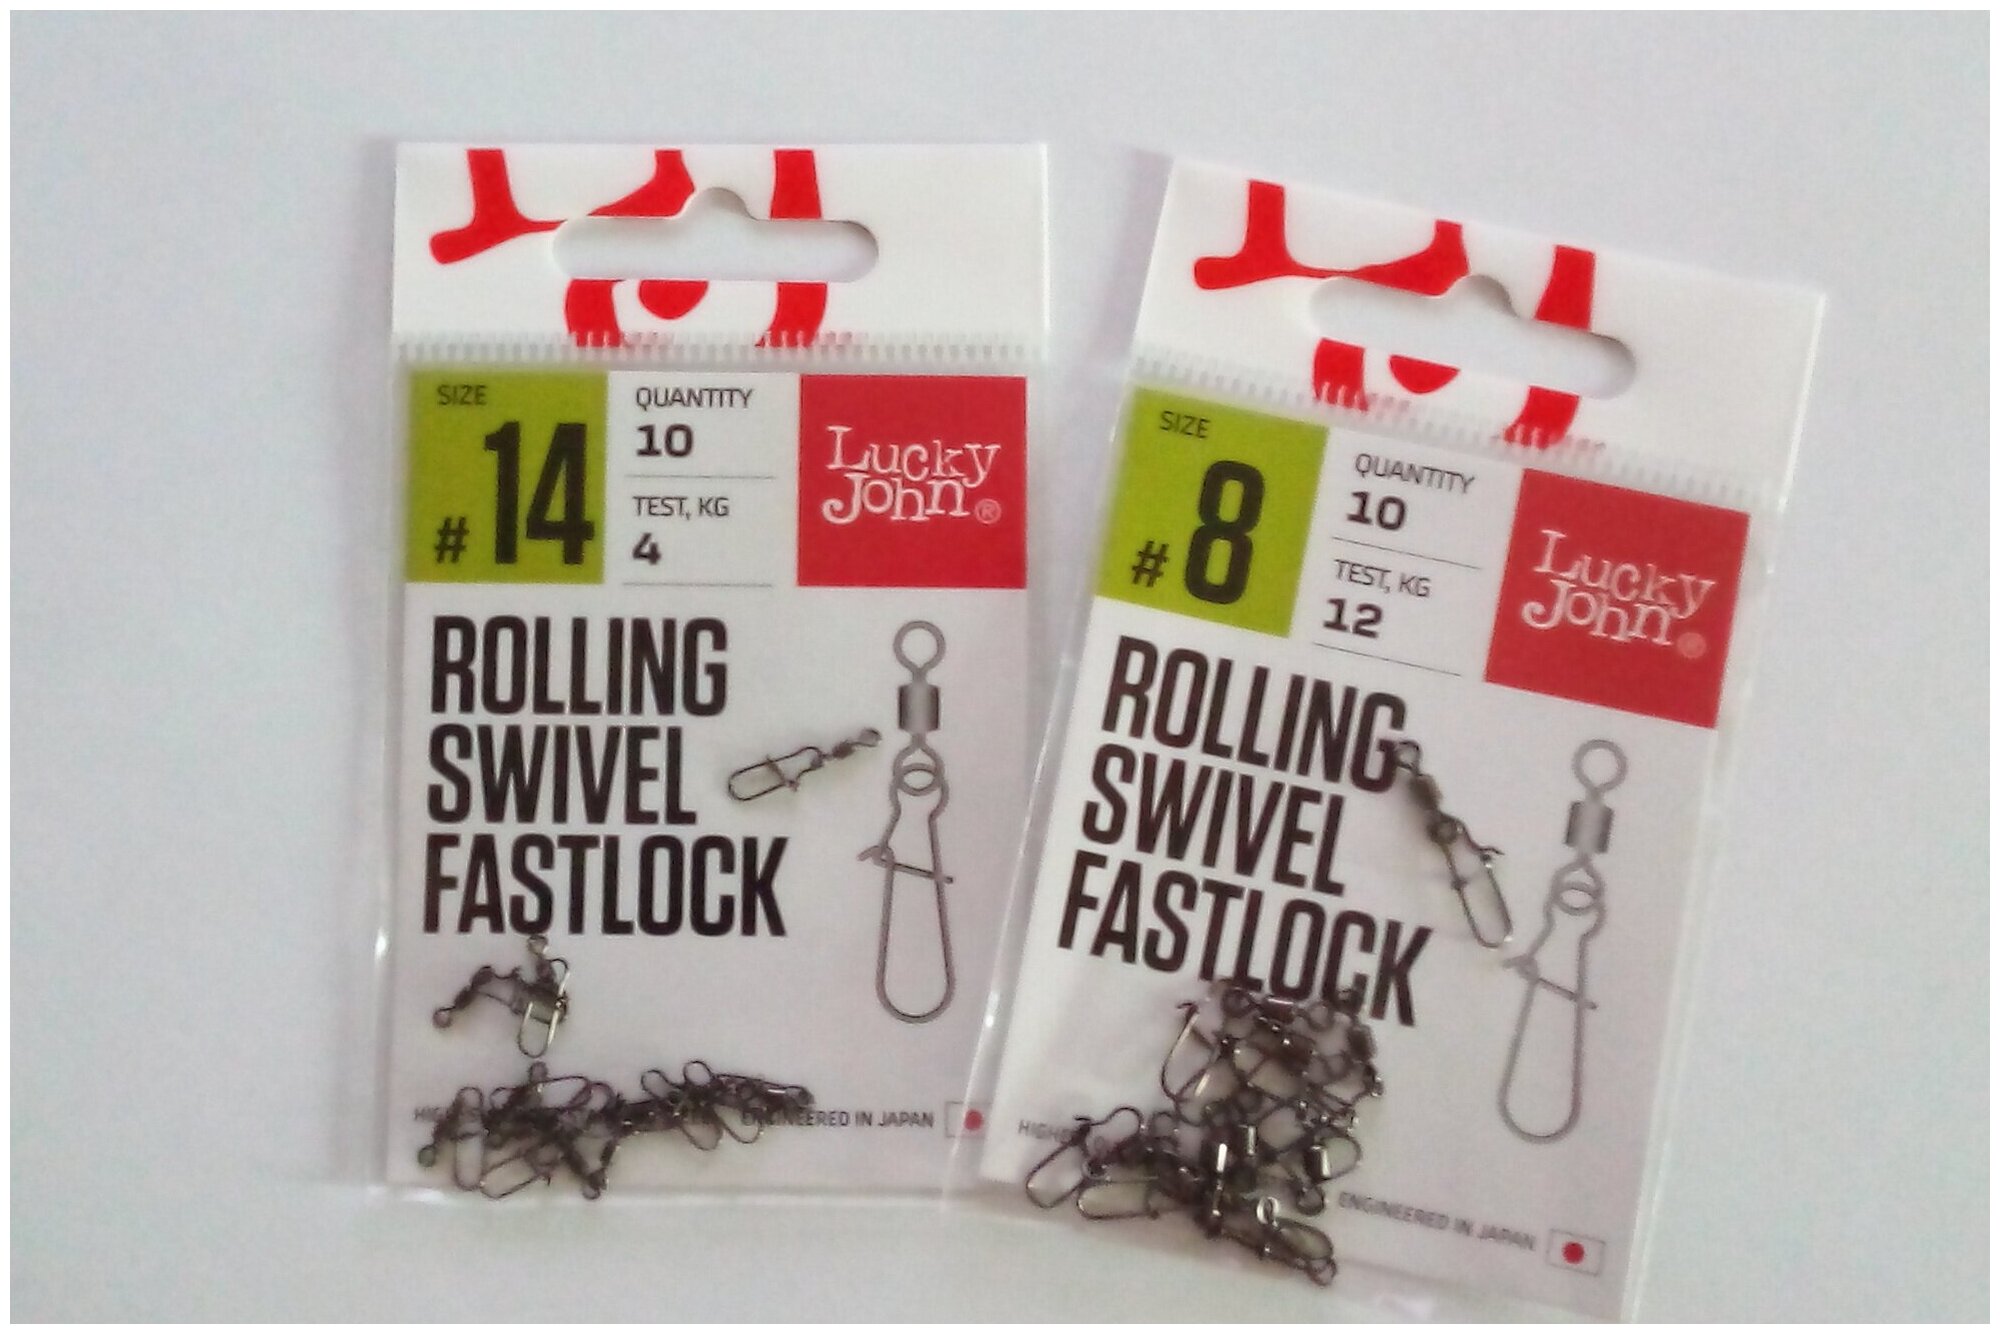 SIZE
#14
QUANTITY
10
TEST, KG
4
Lucky
John®
ROLLING
SWIVEL
FASTLOCK
ENGINEERED IN JAPAN
SIZE
#8
QUANTITY
10
TEST, KG
12
Lucky
John®
ROLLING
SWIVEL
FASTLOCK
ENGINEERED IN JAPAN